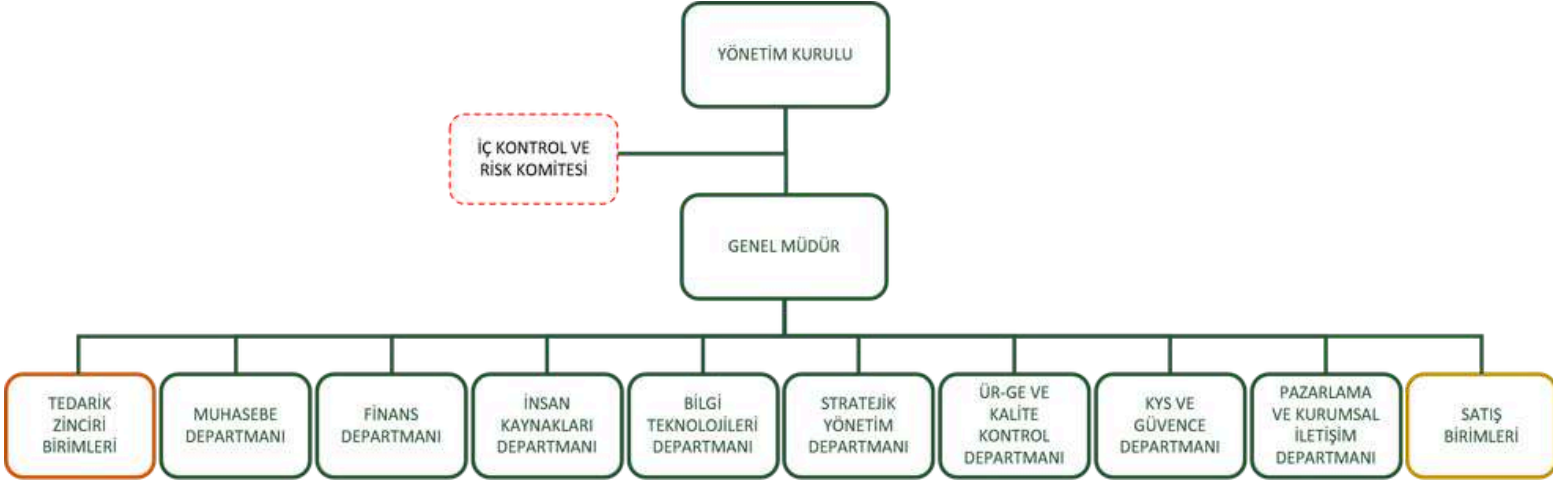 YÖNETİM KURULU
İÇ KONTROL VE
RİSK KOMİTESİ
GENEL MÜDÜR
TEDARİK
ZİNCİRİ
BİRİMLERİ
MUHASEBE
DEPARTMANI
FİNANS
DEPARTMANI
İNSAN
KAYNAKLARI
DEPARTMANI
BİLGİ
TEKNOLOJİLERİ
DEPARTMANI
STRATEJİK
YÖNETİM
DEPARTMANI
ÜR-GE VE
KALİTE
KONTROL
DEPARTMANI
KYS VE
GÜVENCE
DEPARTMANI
PAZARLAMA
VE KURUMSAL
İLETİŞİM
DEPARTMANI
SATIŞ
BİRİMLERİ